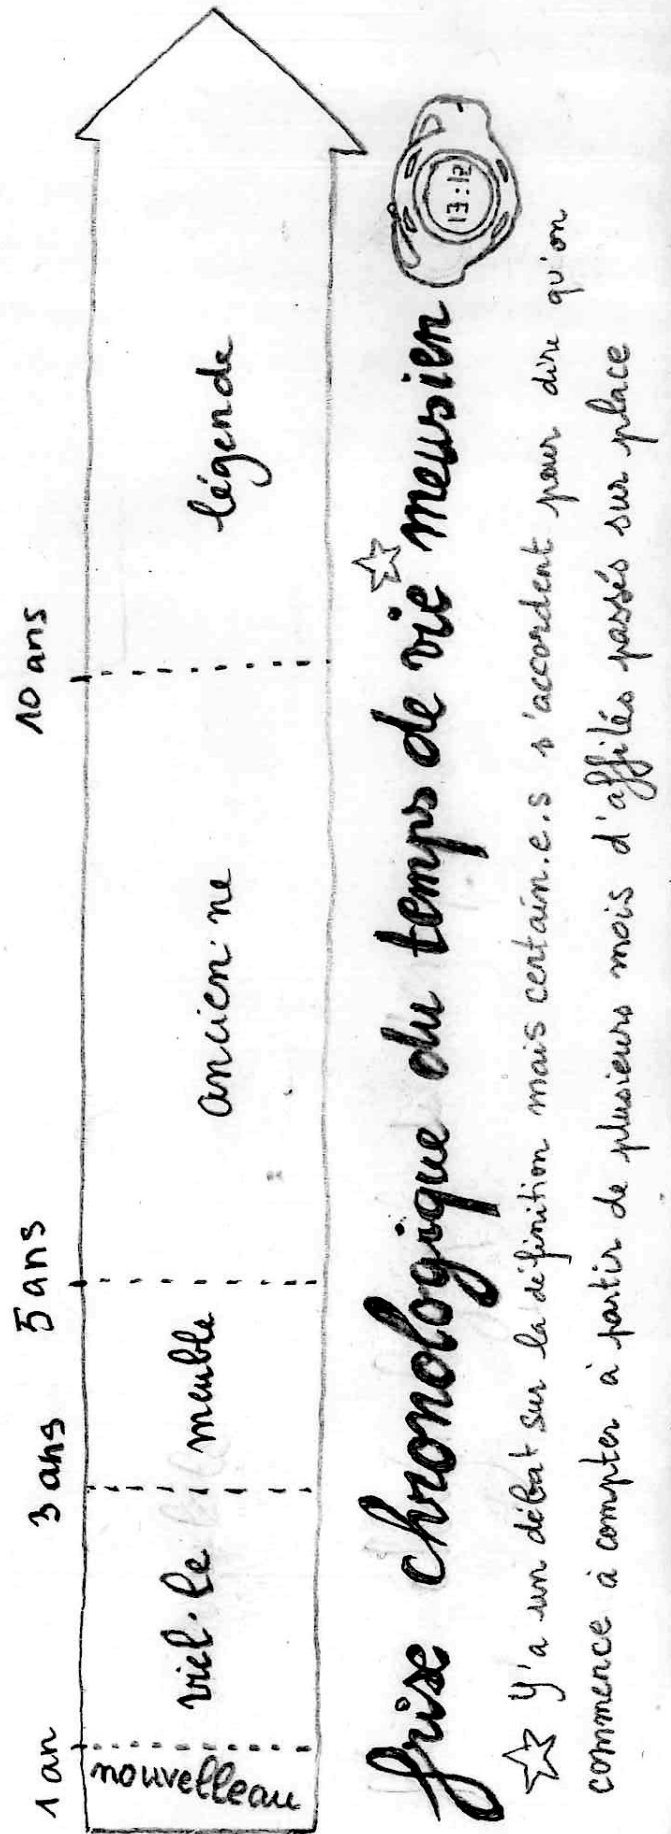 1 an 3 ans 5 ans 10 ans
nouvelleau viel·le meuble ancien·ne légende
frise chronologique du temps de vie meusien
13:12
Y'a un débat sur la définition mais certain.e.s s'accordent pour dire qu'on
commence à compter à partir de plusieurs mois d'affilés passés sur place